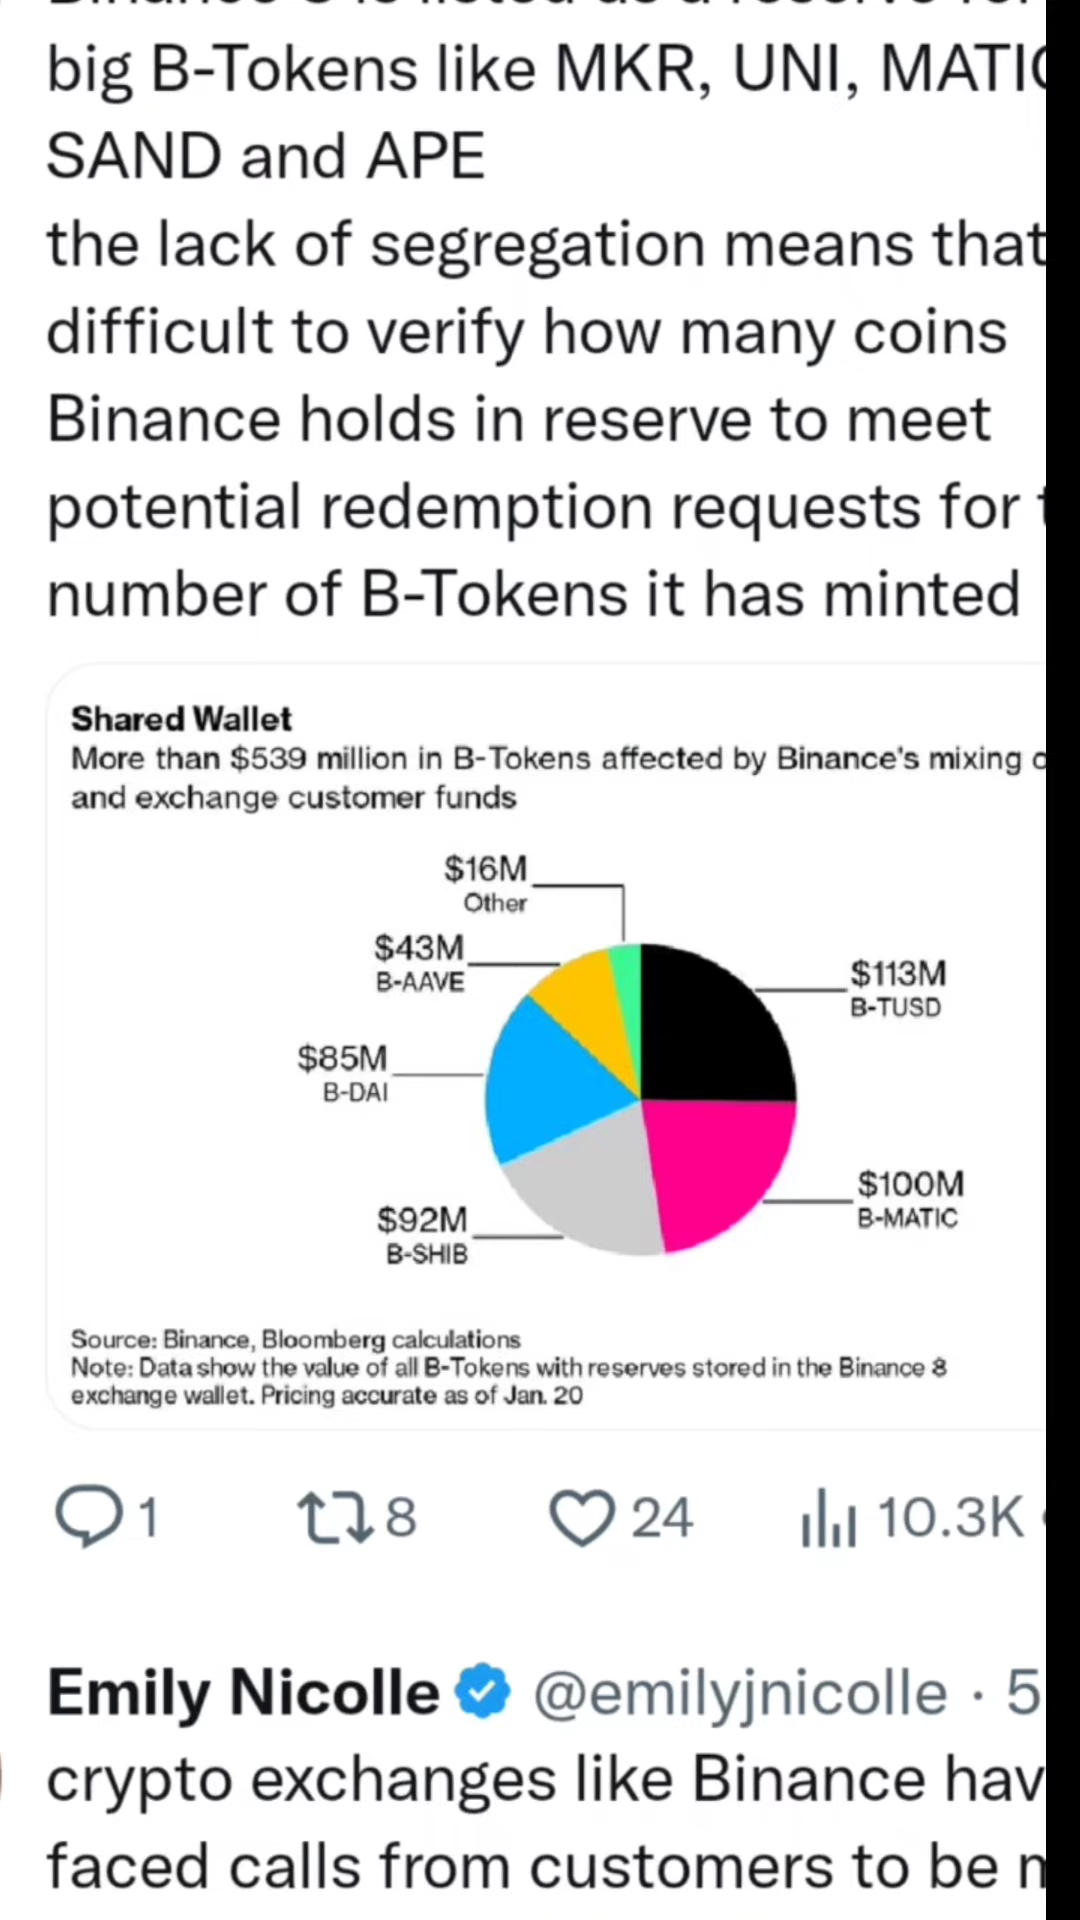 big B-Tokens like MKR, UNI, MATIC
SAND and APE
the lack of segregation means that
difficult to verify how many coins
Binance holds in reserve to meet
potential redemption requests for
number of B-Tokens it has minted
Shared Wallet
More than $539 million in B-Tokens affected by Binance's mixing
and exchange customer funds
$16M
Other
$43M
B-AAVE
$113M
B-TUSD
$85M
B-DAI
$100M
B-MATIC
$92M
B-SHIB
Source: Binance, Bloomberg calculations
Note: Data show the value of all B-Tokens with reserves stored in the Binance 8
exchange wallet. Pricing accurate as of Jan. 20
1 8 24 10.3K
Emily Nicolle @emilyjnicolle · 5
crypto exchanges like Binance hav
faced calls from customers to be